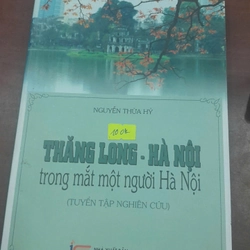 NGUYỄN THỪA HỶ
THĂNG LONG - HÀ NỘI
trong mắt một người Hà Nội
(TUYỂN TẬP NGHIÊN CỨU)